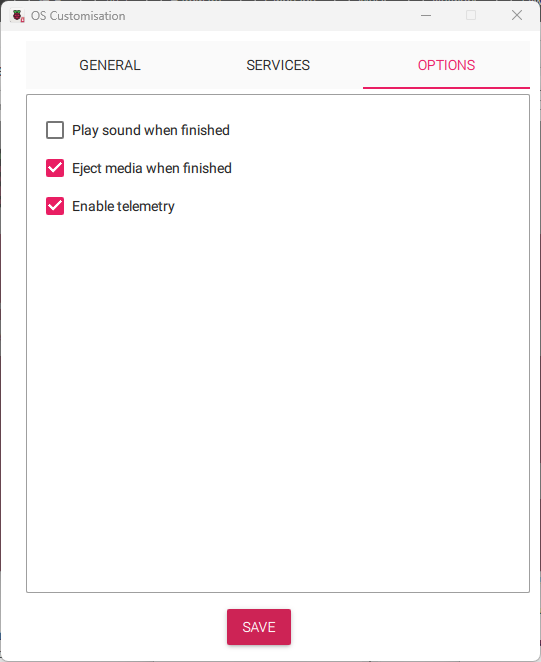 OS Customisation
GENERAL SERVICES OPTIONS
Play sound when finished
Eject media when finished
Enable telemetry
SAVE